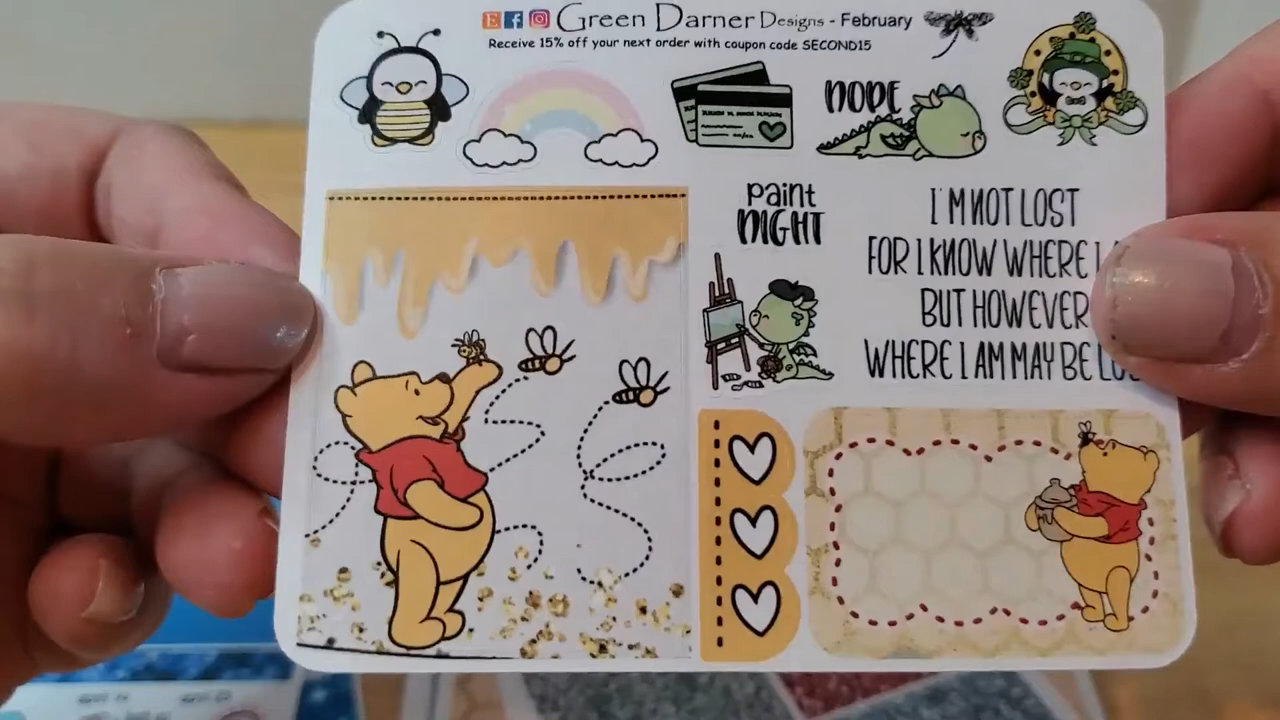 Green Darner Designs - February
Receive 15% off your next order with coupon code SECOND15
NOPE
paint
NIGHT
I'M NOT LOST
FOR I KNOW WHERE I
BUT HOWEVER
WHERE I AM MAY BE